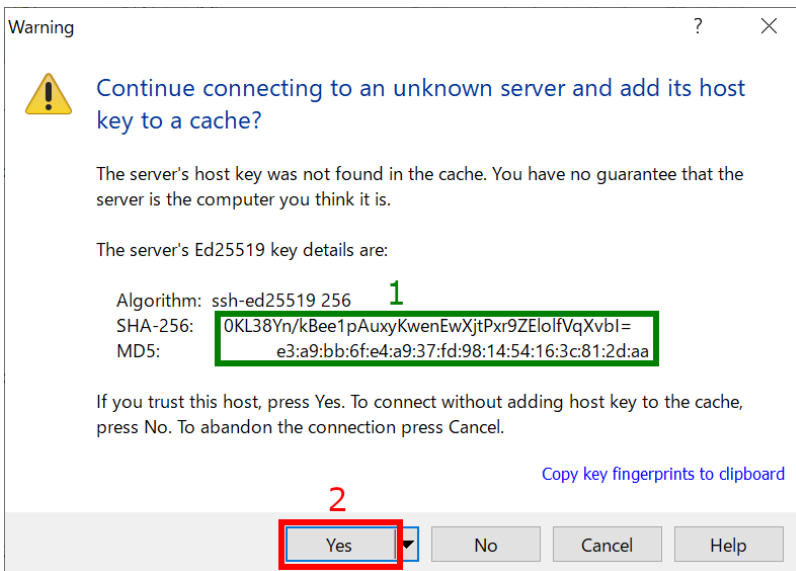 Warning
?
Continue connecting to an unknown server and add its host
key to a cache?
The server's host key was not found in the cache. You have no guarantee that the
server is the computer you think it is.
The server's Ed25519 key details are:
1
Algorithm: ssh-ed25519 256
SHA-256: 0KL38Yn/kBee1pAuxyKwenEwXjtPxr9ZElolfVqXvbI=
MD5: e3:a9:bb:6f:e4:a9:37:fd:98:14:54:16:3c:81:2d:aa
If you trust this host, press Yes. To connect without adding host key to the cache,
press No. To abandon the connection press Cancel.
Copy key fingerprints to clipboard
2
Yes No Cancel Help